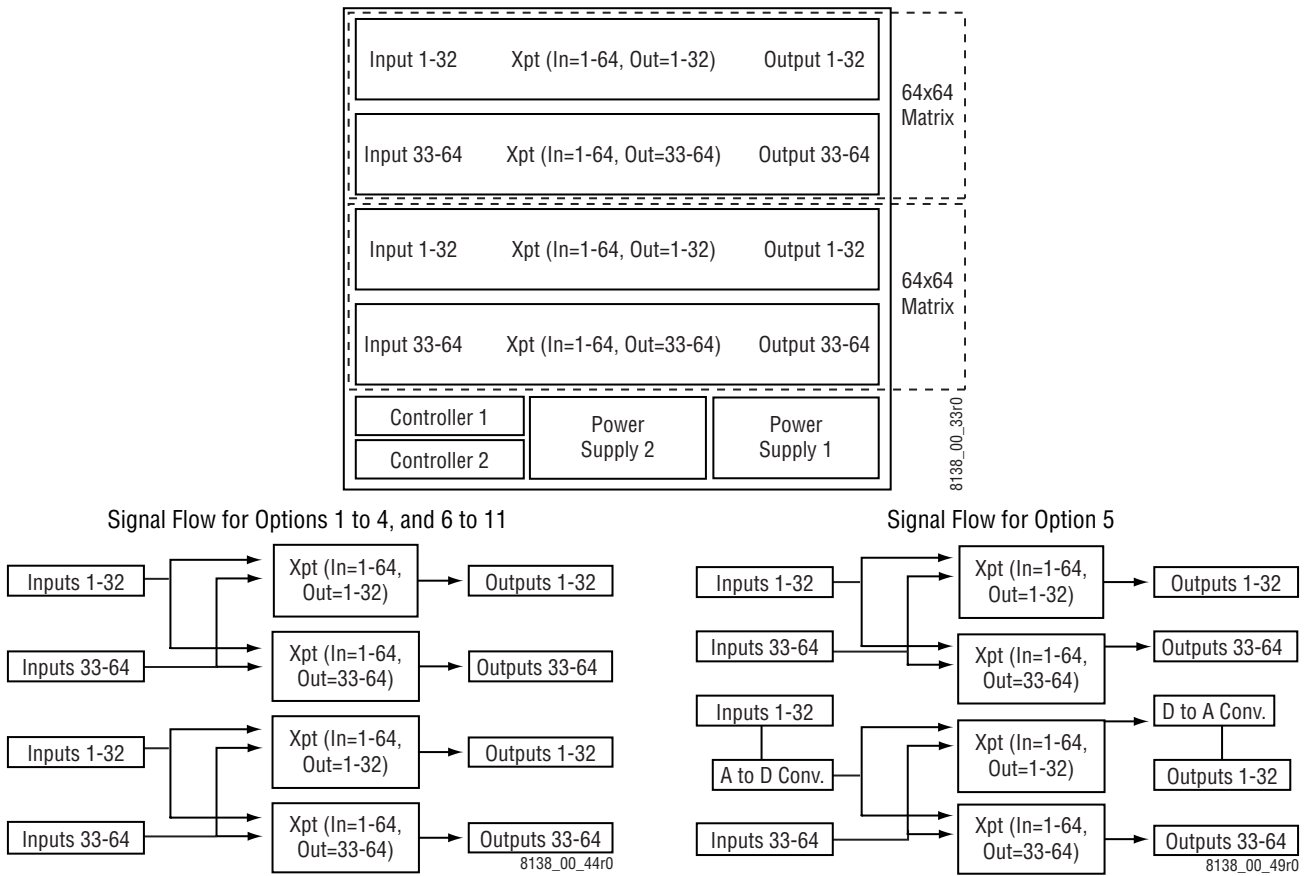 Input 1-32 Xpt (In=1-64, Out=1-32) Output 1-32
Input 33-64 Xpt (In=1-64, Out=33-64) Output 33-64
64x64
Matrix
Input 1-32 Xpt (In=1-64, Out=1-32) Output 1-32
Input 33-64 Xpt (In=1-64, Out=33-64) Output 33-64
64x64
Matrix
Controller 1
Controller 2
Power
Supply 2
Power
Supply 1
8138_00_33r0
Signal Flow for Options 1 to 4, and 6 to 11
Inputs 1-32
Xpt (In=1-64,
Out=1-32)
Outputs 1-32
Inputs 33-64
Xpt (In=1-64,
Out=33-64)
Outputs 33-64
Inputs 1-32
Xpt (In=1-64,
Out=1-32)
Outputs 1-32
Inputs 33-64
Xpt (In=1-64,
Out=33-64)
Outputs 33-64
8138_00_44r0
Signal Flow for Option 5
Inputs 1-32
Xpt (In=1-64,
Out=1-32)
Outputs 1-32
Inputs 33-64
Xpt (In=1-64,
Out=33-64)
Outputs 33-64
Inputs 1-32
A to D Conv.
Xpt (In=1-64,
Out=1-32)
D to A Conv.
Outputs 1-32
Inputs 33-64
Xpt (In=1-64,
Out=33-64)
Outputs 33-64
8138_00_49r0